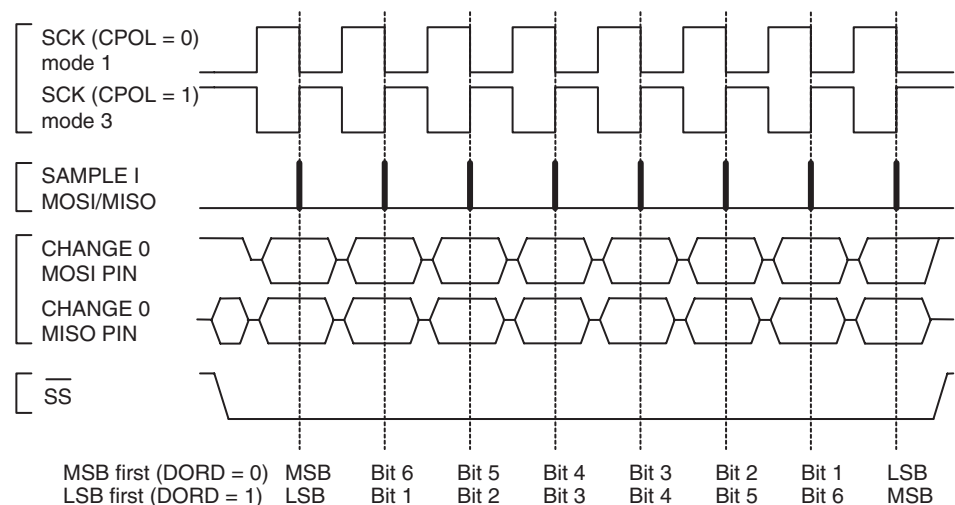 SCK (CPOL = 0)
mode 1
SCK (CPOL = 1)
mode 3
SAMPLE I
MOSI/MISO
CHANGE 0
MOSI PIN
CHANGE 0
MISO PIN
SS
MSB first (DORD = 0) MSB Bit 6 Bit 5 Bit 4 Bit 3 Bit 2 Bit 1 LSB
LSB first (DORD = 1) LSB Bit 1 Bit 2 Bit 3 Bit 4 Bit 5 Bit 6 MSB